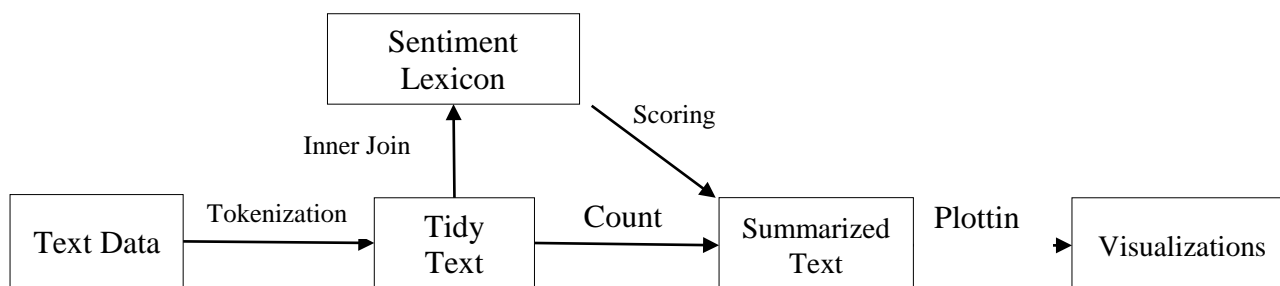 Sentiment
Lexicon
Scoring
Inner Join
Tokenization
Text Data
Tidy
Text
Count
Summarized
Text
Plottin
Visualizations